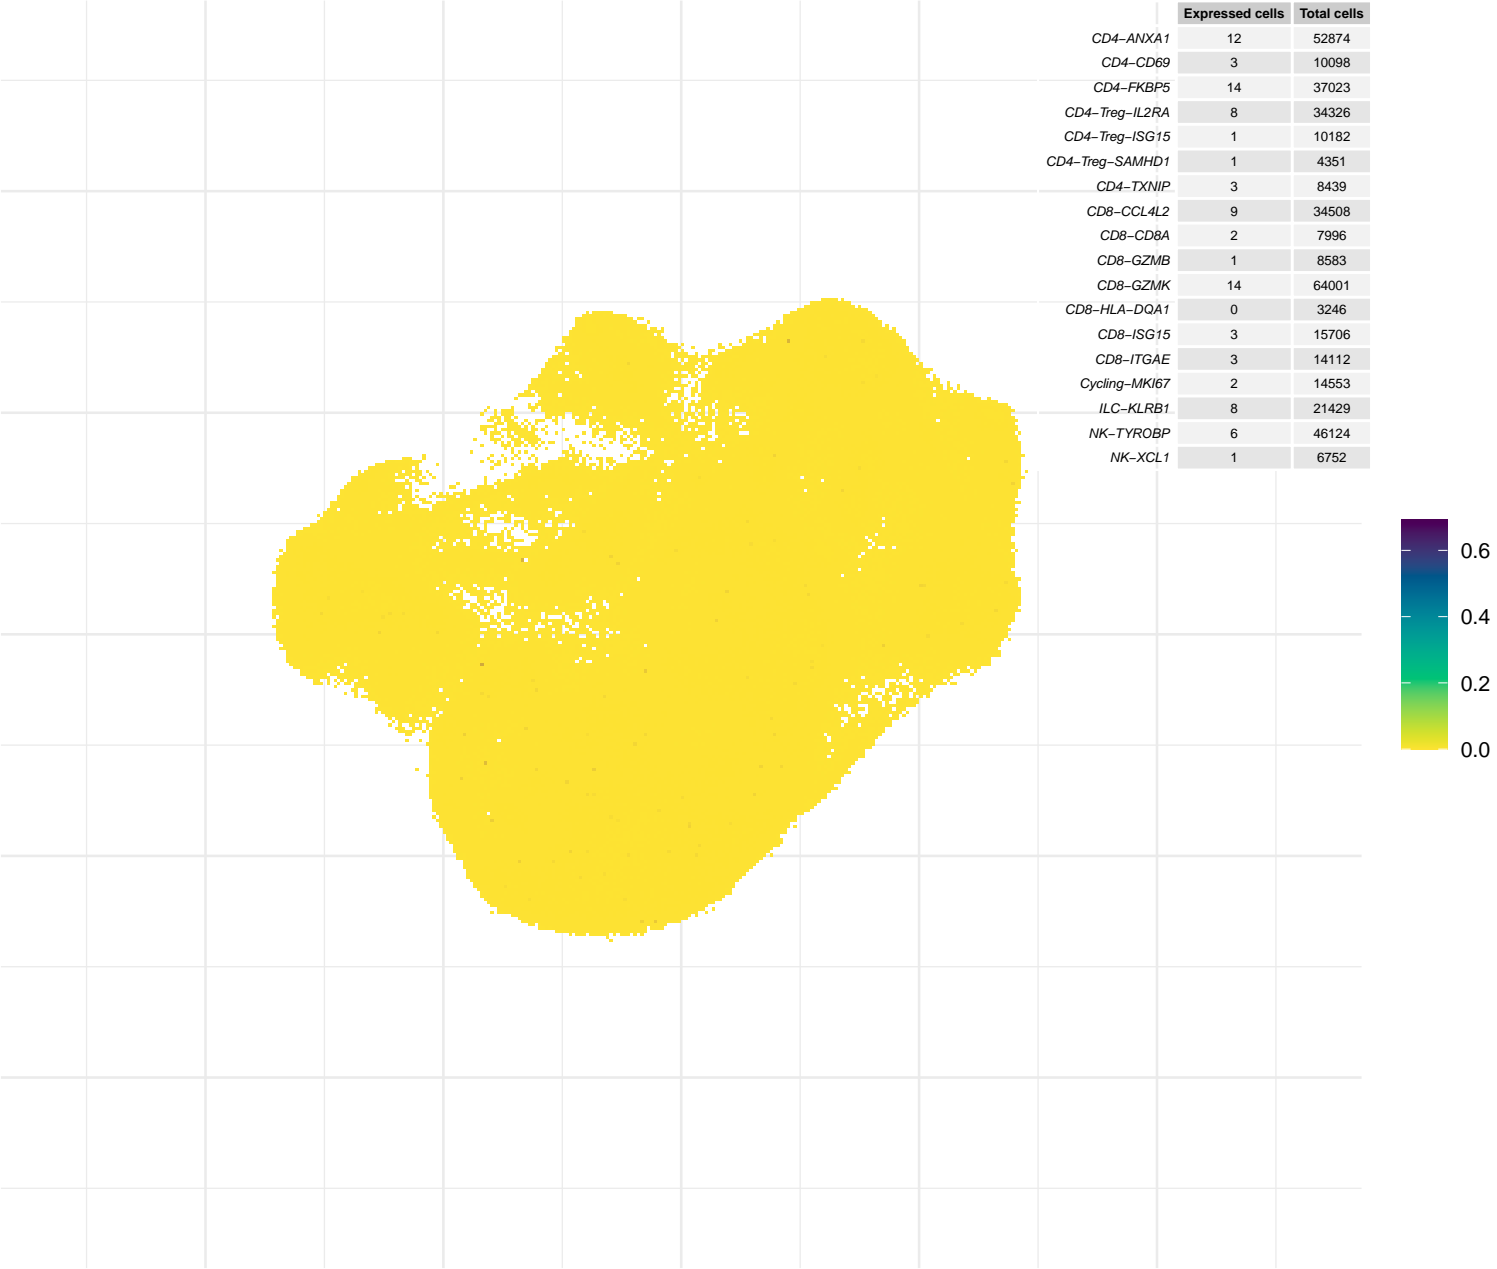 Expressed cells Total cells
CD4−ANXA1 12 52874
CD4−CD69 3 10098
CD4−FKBP5 14 37023
CD4−Treg−IL2RA 8 34326
CD4−Treg−ISG15 1 10182
CD4−Treg−SAMHD1 1 4351
CD4−TXNIP 3 8439
CD8−CCL4L2 9 34508
CD8−CD8A 2 7996
CD8−GZMB 1 8583
CD8−GZMK 14 64001
CD8−HLA−DQA1 0 3246
CD8−ISG15 3 15706
CD8−ITGAE 3 14112
Cycling−MKI67 2 14553
ILC−KLRB1 8 21429
NK−TYROBP 6 46124
NK−XCL1 1 6752
0.6
0.4
0.2
0.0